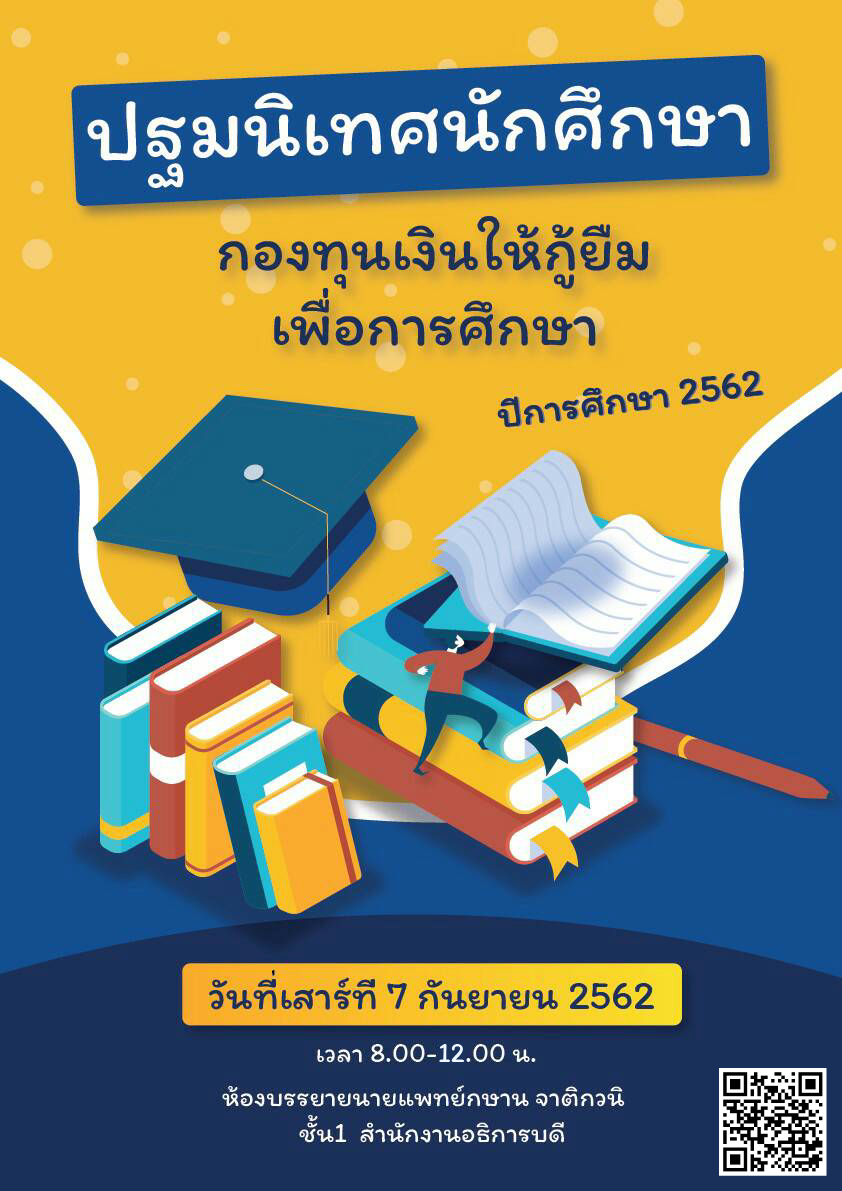 ปฐมนิเทศนักศึกษา
กองทุนเงินให้กู้ยืม
เพื่อการศึกษา
ปีการศึกษา 2562
วันที่เสาร์ที่ 7 กันยายน 2562
เวลา 8.00-12.00 น.
ห้องบรรยายนายแพทย์กษาน จาติกวนิ
ชั้น1 สำนักงานอธิการบดี